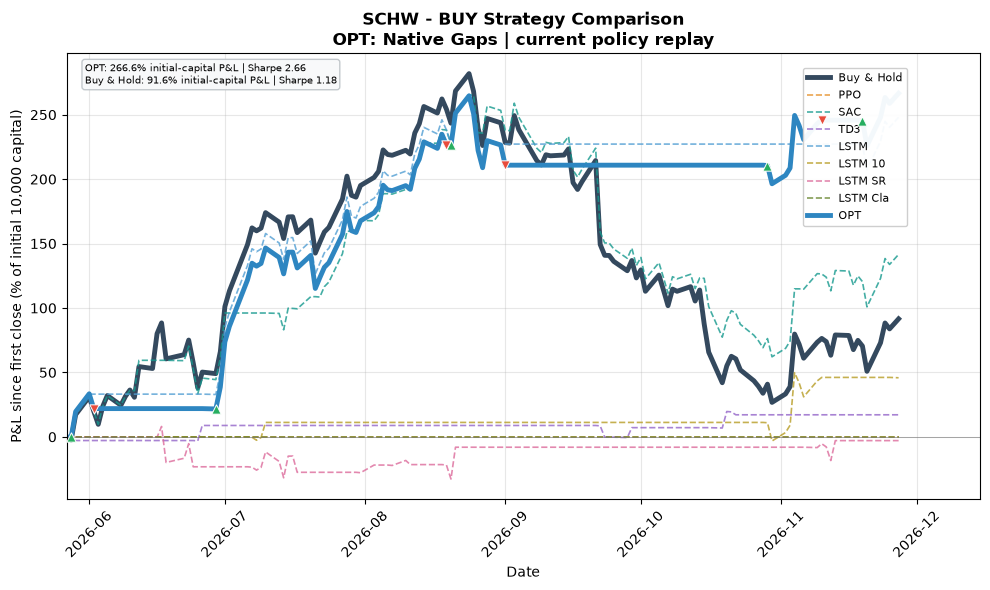 SCHW - BUY Strategy Comparison
OPT: Native Gaps | current policy replay
OPT: 266.6% initial-capital P&L | Sharpe 2.66
Buy & Hold: 91.6% initial-capital P&L | Sharpe 1.18
Buy & Hold
PPO
SAC
TD3
LSTM
LSTM 10
LSTM SR
LSTM Cla
OPT
P&L since first close (% of initial 10,000 capital)
250
200
150
100
50
0
2026-06
2026-07
2026-08
2026-09
2026-10
2026-11
2026-12
Date